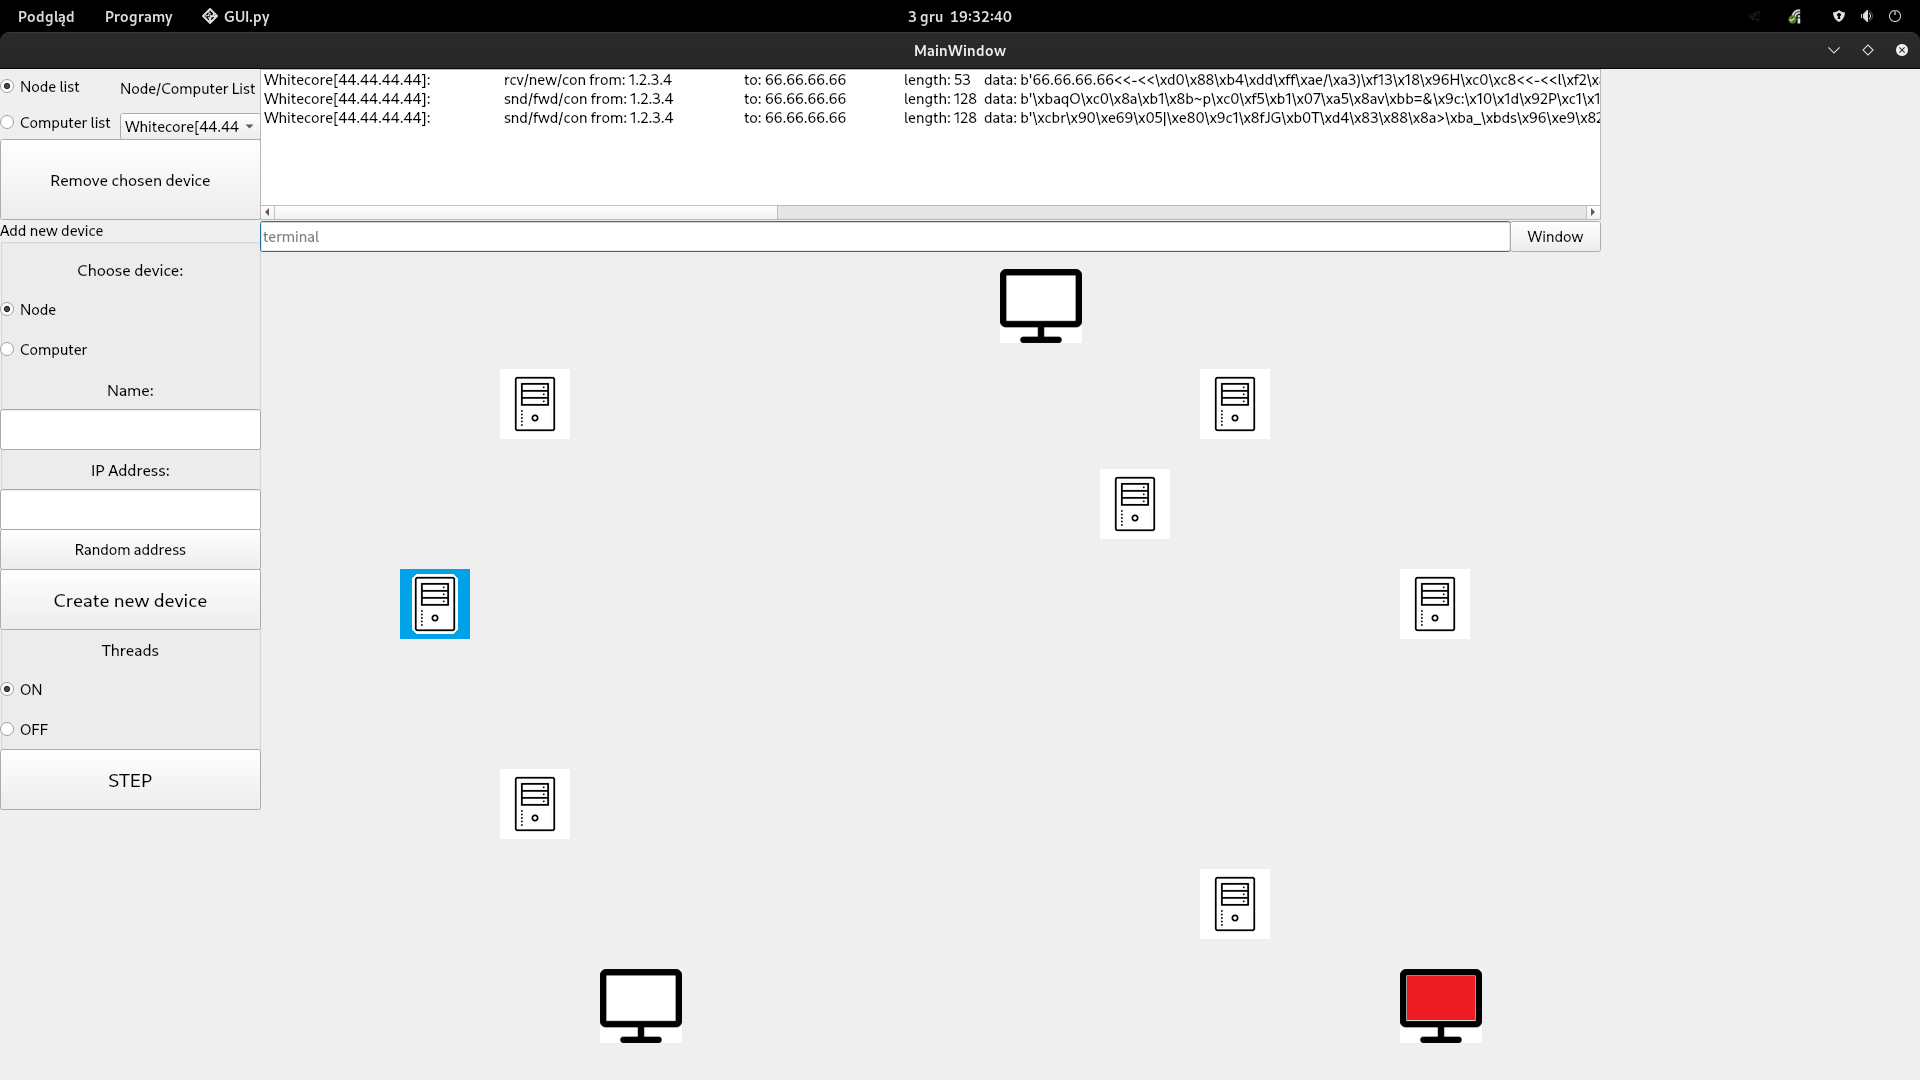 Podgląd Programy GUI.py 3 gru 19:32:40
MainWindow
Node list
Node/Computer List
Computer list
Whitecore[44.44
Remove chosen device
Whitecore[44.44.44.44]: rcv/new/con from: 1.2.3.4 to: 66.66.66.66 length: 53 data: b'66.66.66.66<<-<<\xd0\x88\xb4\xdd\xff\xae/\xa3)\xf13\x18\x96H\xc0\xc8<<-<<l\xf2\xa
Whitecore[44.44.44.44]: snd/fwd/con from: 1.2.3.4 to: 66.66.66.66 length: 128 data: b'\xbaqO\xc0\x8a\xb1\x8b~p\xc0\xf5\xb1\x07\xa5\x8av\xbb=&\x9c:\x10\x1d\x92P\xc1\x1
Whitecore[44.44.44.44]: snd/fwd/con from: 1.2.3.4 to: 66.66.66.66 length: 128 data: b'\xcbr\x90\xe69\x05|\xe80\x9c1\x8fJG\xb0T\xd4\x83\x88\x8a>\xba_\xbds\x96\xe9\x82
terminal
Window
Add new device
Choose device:
Node
Computer
Name:
IP Address:
Random address
Create new device
Threads
ON
OFF
STEP